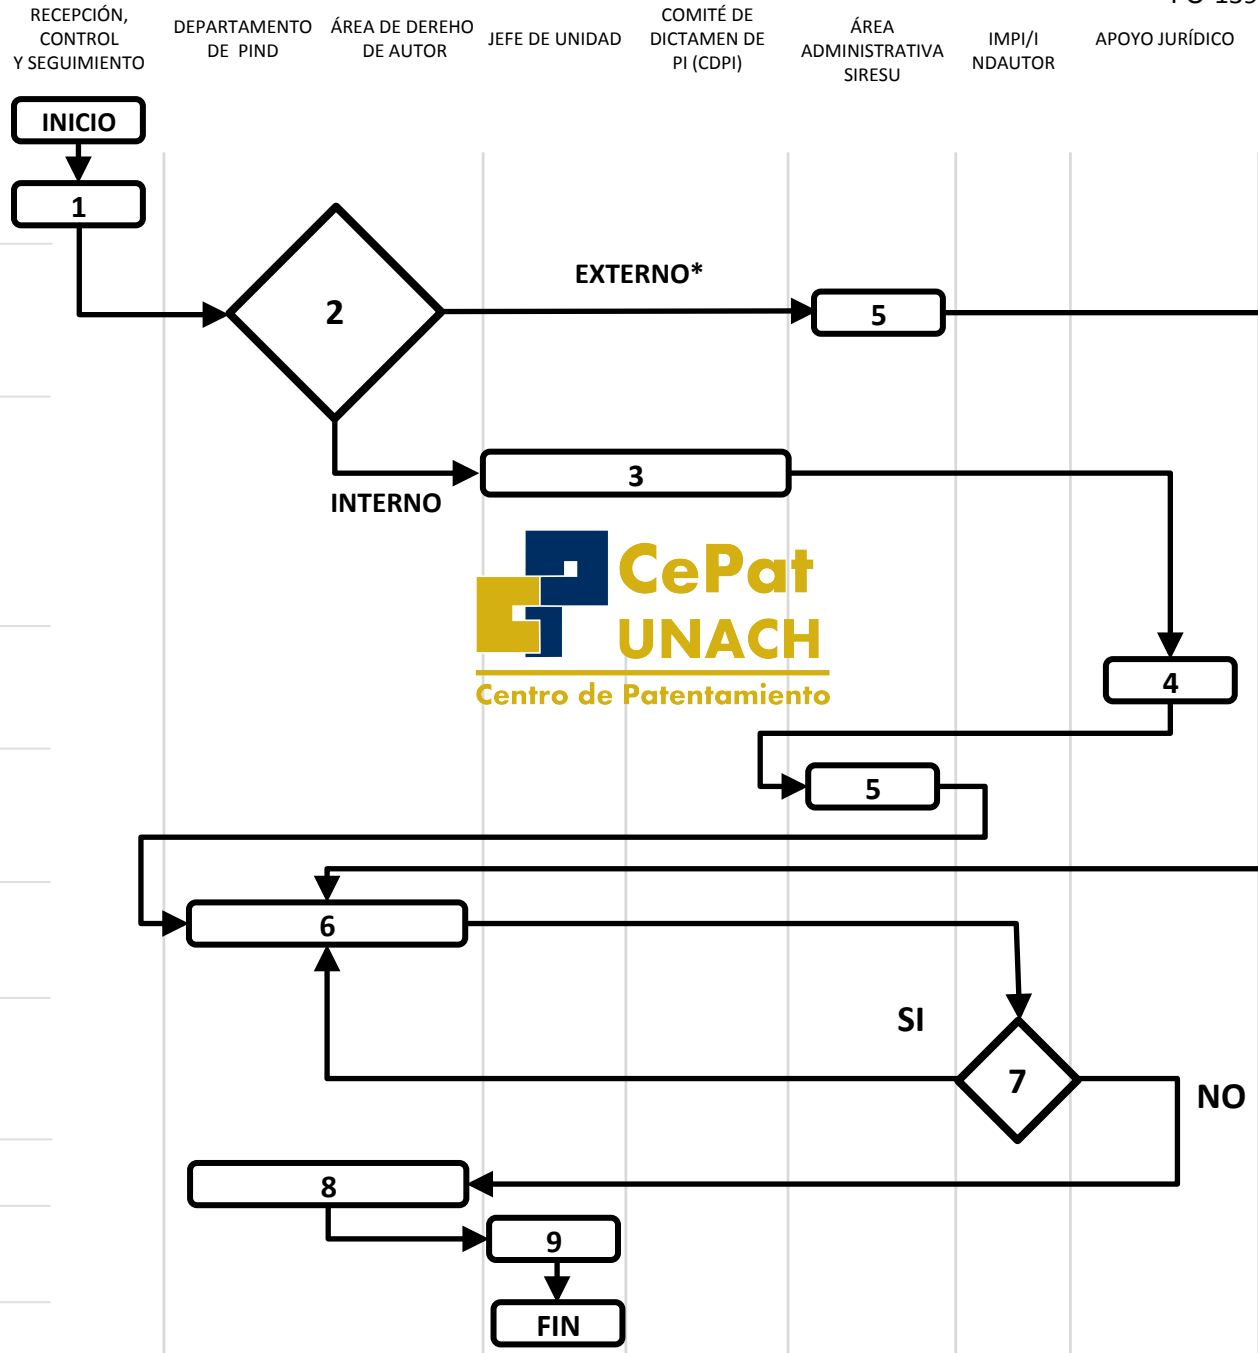 RECEPCIÓN,
CONTROL
Y SEGUIMIENTO
DEPARTAMENTO
DE PIND
ÁREA DE DEREHO
DE AUTOR
JEFE DE UNIDAD
COMITÉ DE
DICTAMEN DE
PI (CDPI)
ÁREA
ADMINISTRATIVA
SIRESU
IMPI/I
NDAUTOR
APOYO JURÍDICO
INICIO
1
2
EXTERNO*
5
3
INTERNO
CePat
UNACH
Centro de Patentamiento
4
5
6
SI
7
NO
8
9
FIN